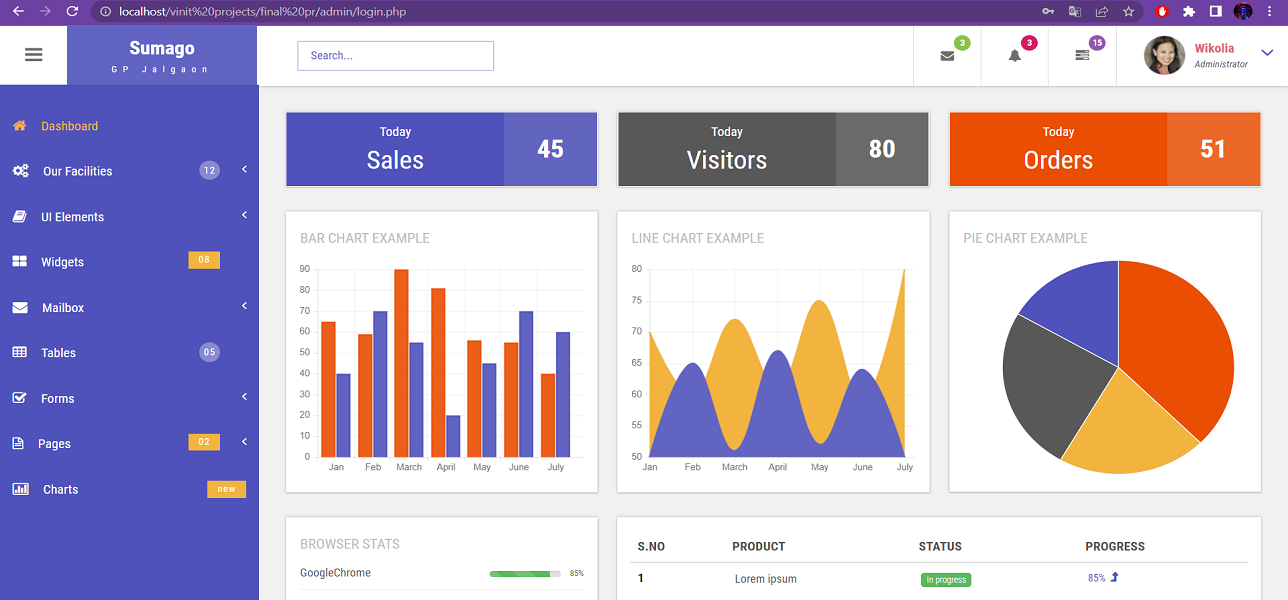 localhost/vinit%20projects/final%20pr/admin/login.php
Sumago
GP Jalgaon
Search...
3
3
15
Wikolia
Administrator
Dashboard
Our Facilities 12
UI Elements
Widgets 08
Mailbox
Tables 05
Forms
Pages 02
Charts new
Today
Sales
45
Today
Visitors
80
Today
Orders
51
BAR CHART EXAMPLE
90
80
70
60
50
40
30
20
10
0
Jan Feb March April May June July
LINE CHART EXAMPLE
80
75
70
65
60
55
50
Jan Feb March April May June July
PIE CHART EXAMPLE
BROWSER STATS
GoogleChrome 85%
S.NO PRODUCT STATUS PROGRESS
1 Lorem ipsum In progress 85%